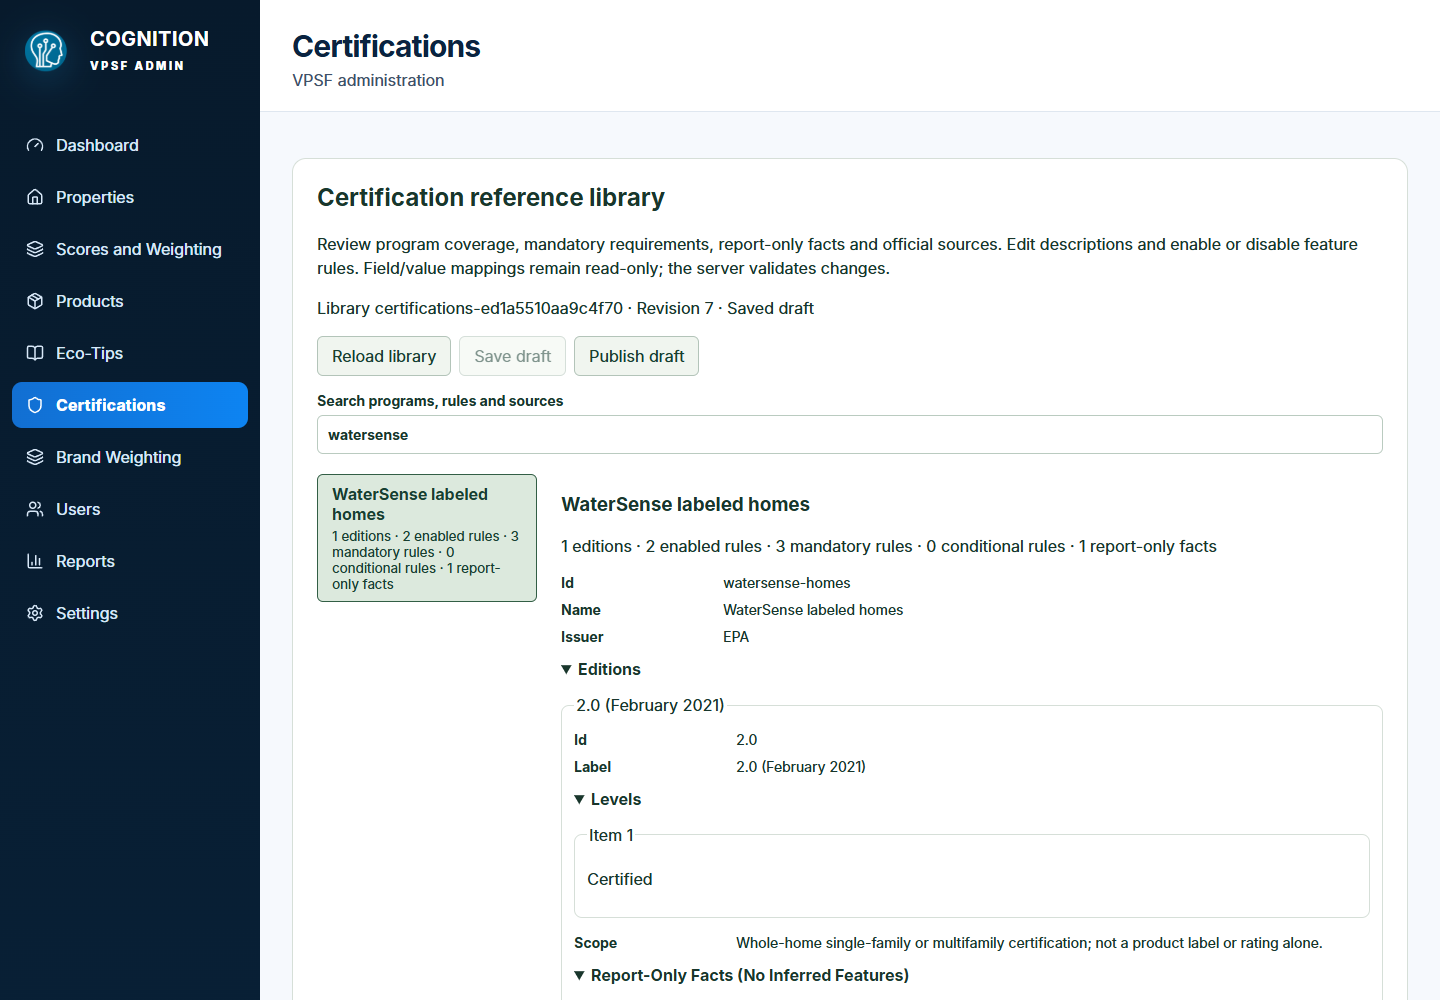 COGNITION
VPSF ADMIN
Dashboard
Properties
Scores and Weighting
Products
Eco-Tips
Certifications
Brand Weighting
Users
Reports
Settings
Certifications
VPSF administration
Certification reference library
Review program coverage, mandatory requirements, report-only facts and official sources. Edit descriptions and enable or disable feature
rules. Field/value mappings remain read-only; the server validates changes.
Library certifications-ed1a5510aa9c4f70 · Revision 7 · Saved draft
Reload library
Save draft
Publish draft
Search programs, rules and sources
watersense
WaterSense labeled
homes
1 editions · 2 enabled rules · 3
mandatory rules · 0
conditional rules · 1 report-
only facts
WaterSense labeled homes
1 editions · 2 enabled rules · 3 mandatory rules · 0 conditional rules · 1 report-only facts
Id watersense-homes
Name WaterSense labeled homes
Issuer EPA
Editions
2.0 (February 2021)
Id 2.0
Label 2.0 (February 2021)
Levels
Item 1
Certified
Scope Whole-home single-family or multifamily certification; not a product label or rating alone.
Report-Only Facts (No Inferred Features)